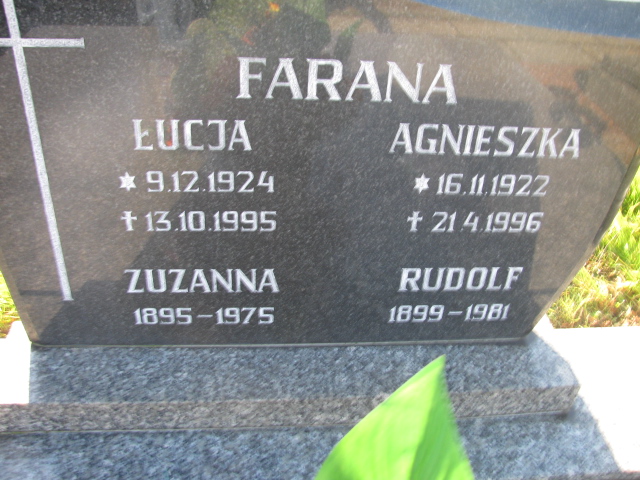 FARANA
ŁUCJA
* 9.12.1924
† 13.10.1995
AGNIESZKA
* 16.11.1922
† 21.4.1996
ZUZANNA
1895-1975
RUDOLF
1899-1981